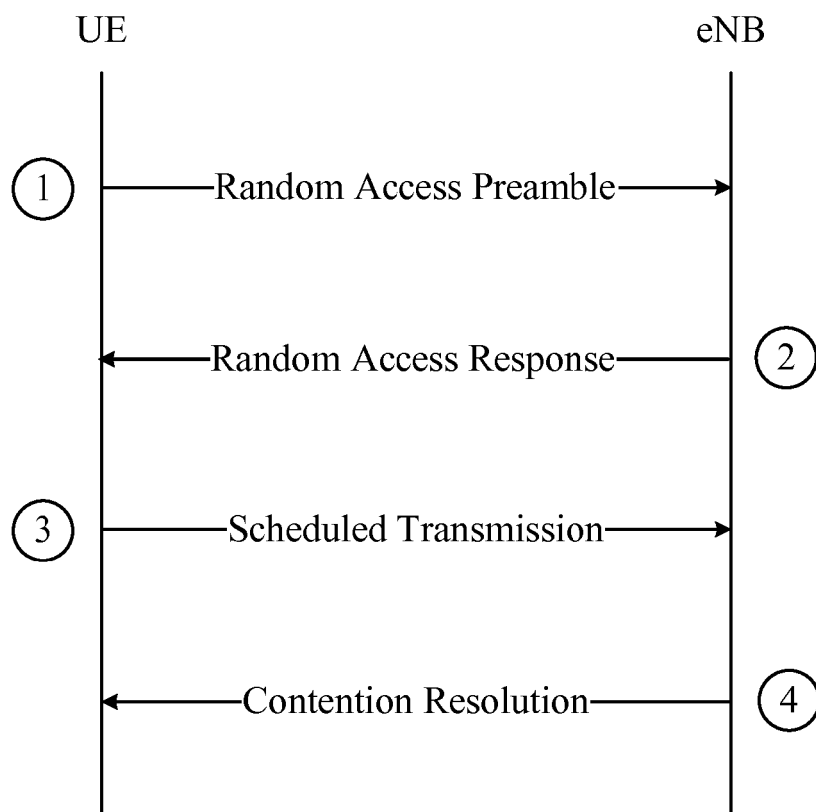 UE
eNB
1
Random Access Preamble
Random Access Response
2
3
Scheduled Transmission
Contention Resolution
4